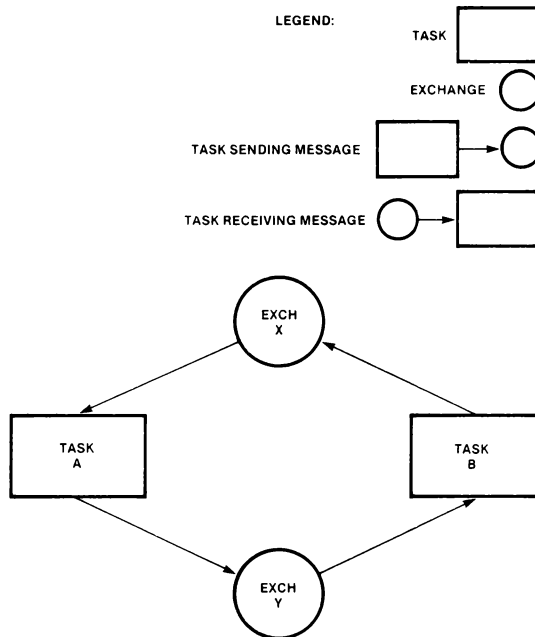 LEGEND:
TASK
EXCHANGE
TASK SENDING MESSAGE
TASK RECEIVING MESSAGE
EXCH
X
TASK
A
TASK
B
EXCH
Y